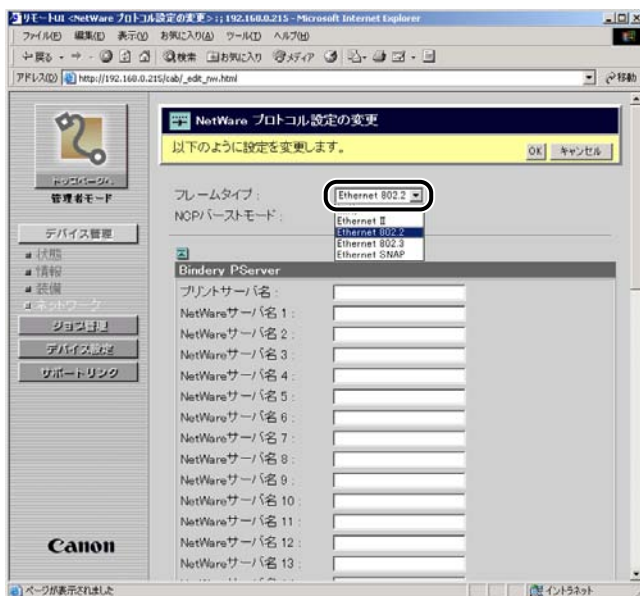 リモートUI <NetWare プロトコル設定の変更> : ; 192.168.0.215 - Microsoft Internet Explorer
ファイル(F) 編集(E) 表示(V) お気に入り(A) ツール(T) ヘルプ(H)
戻る 検索 お気に入り メディア
アドレス(D) http://192.168.0.215/cab/_edit_nw.html 移動
NetWare プロトコル設定の変更
以下のように設定を変更します。
OK キャンセル
トップページへ
管理者モード
デバイス管理
状態
情報
装備
ネットワーク
ジョブ管理
デバイス設定
サポートリンク
Canon
フレームタイプ : Ethernet 802.2
NCPバーストモード :
Ethernet II
Ethernet 802.2
Ethernet 802.3
Ethernet SNAP
Bindery PServer
プリントサーバ名 :
NetWareサーバ名 1 :
NetWareサーバ名 2 :
NetWareサーバ名 3 :
NetWareサーバ名 4 :
NetWareサーバ名 5 :
NetWareサーバ名 6 :
NetWareサーバ名 7 :
NetWareサーバ名 8 :
NetWareサーバ名 9 :
NetWareサーバ名 10 :
NetWareサーバ名 11 :
NetWareサーバ名 12 :
NetWareサーバ名 13 :
ページが表示されました イントラネット